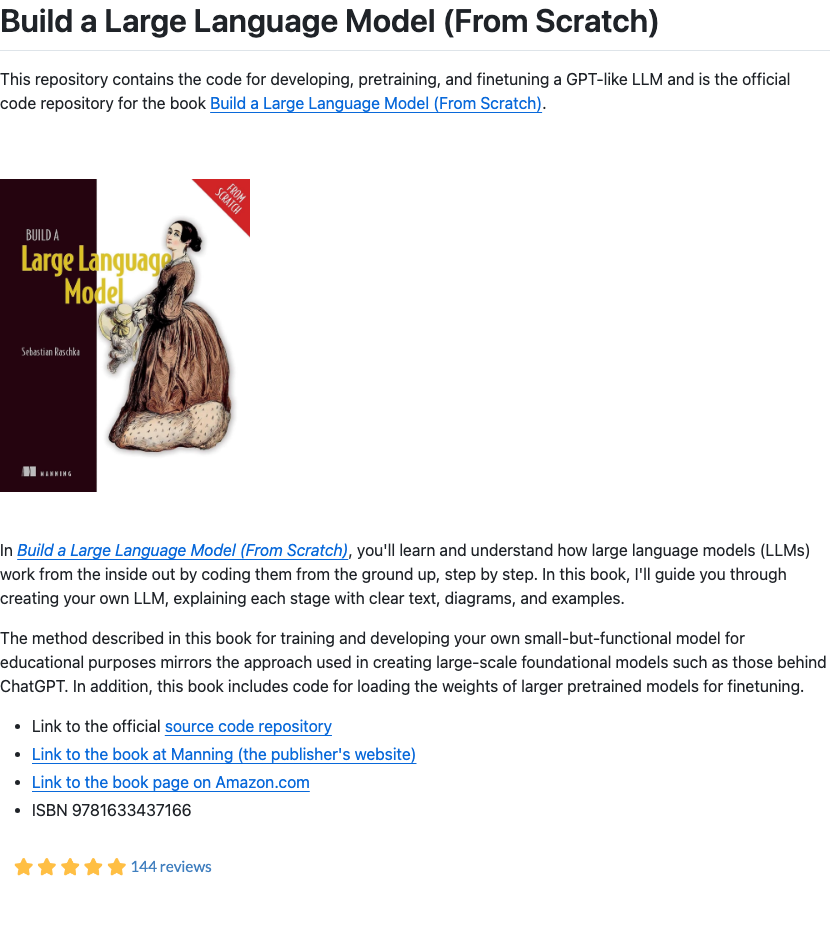 Build a Large Language Model (From Scratch)
This repository contains the code for developing, pretraining, and finetuning a GPT-like LLM and is the official
code repository for the book Build a Large Language Model (From Scratch).
FROM
SCRATCH
BUILD A
Large Language
Model
Sebastian Raschka
MANNING
In Build a Large Language Model (From Scratch), you'll learn and understand how large language models (LLMs)
work from the inside out by coding them from the ground up, step by step. In this book, I'll guide you through
creating your own LLM, explaining each stage with clear text, diagrams, and examples.
The method described in this book for training and developing your own small-but-functional model for
educational purposes mirrors the approach used in creating large-scale foundational models such as those behind
ChatGPT. In addition, this book includes code for loading the weights of larger pretrained models for finetuning.
• Link to the official source code repository
• Link to the book at Manning (the publisher's website)
• Link to the book page on Amazon.com
• ISBN 9781633437166
144 reviews